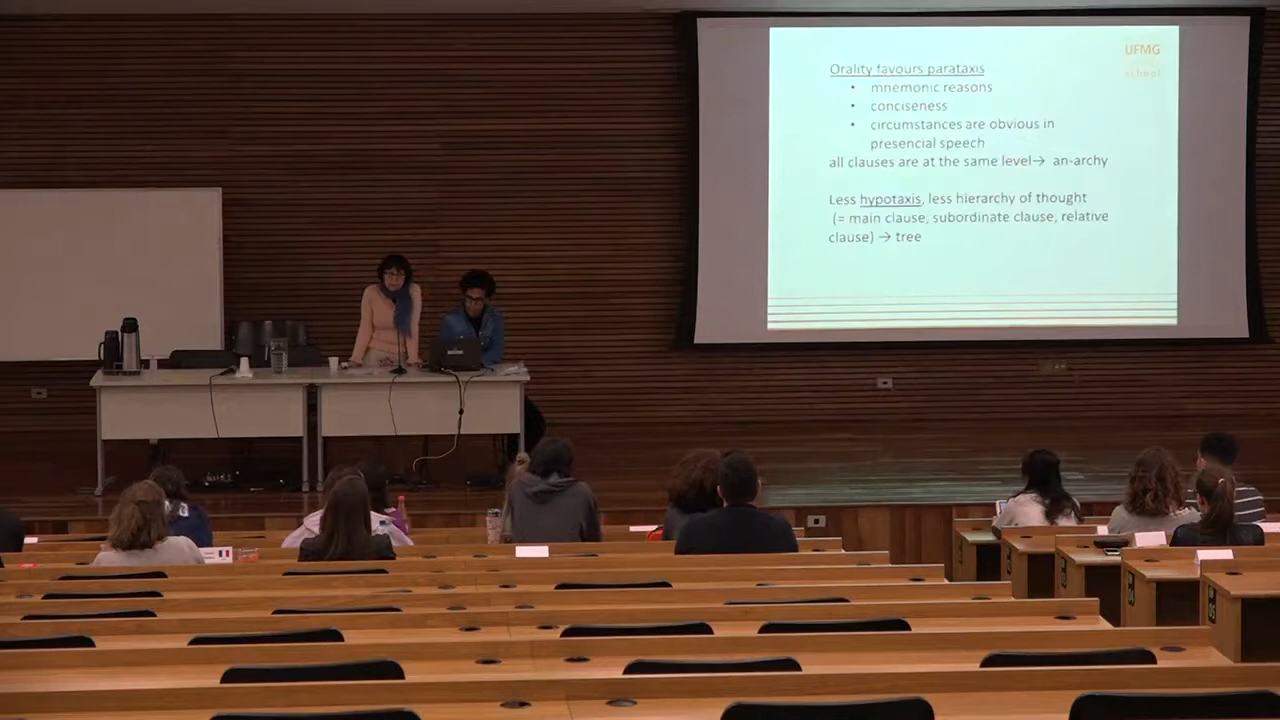 UFMG
school
Orality favours parataxis
• mnemonic reasons
• conciseness
• circumstances are obvious in
presencial speech
all clauses are at the same level→ an-archy
Less hypotaxis, less hierarchy of thought
(= main clause, subordinate clause, relative
clause) → tree